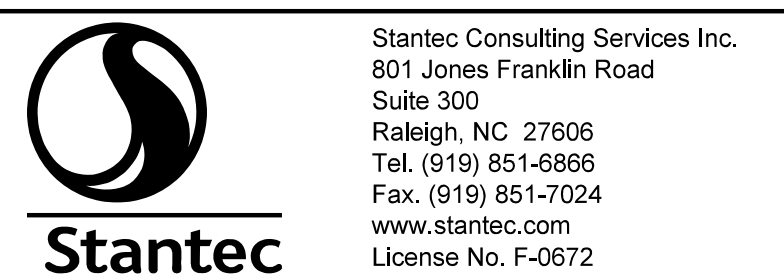 Stantec
Stantec Consulting Services Inc.
801 Jones Franklin Road
Suite 300
Raleigh, NC  27606
Tel. (919) 851-6866
Fax. (919) 851-7024
www.stantec.com
License No. F-0672